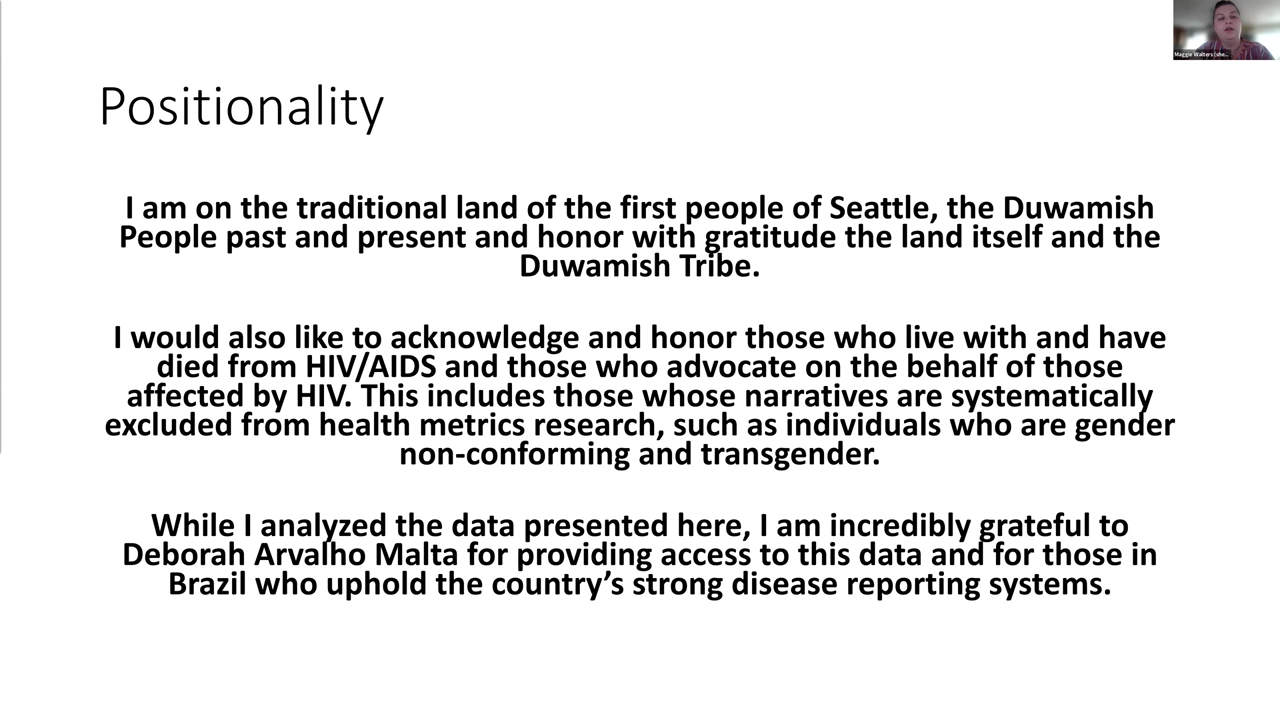 Maggie Walters (she...
Positionality
I am on the traditional land of the first people of Seattle, the Duwamish
People past and present and honor with gratitude the land itself and the
Duwamish Tribe.
I would also like to acknowledge and honor those who live with and have
died from HIV/AIDS and those who advocate on the behalf of those
affected by HIV. This includes those whose narratives are systematically
excluded from health metrics research, such as individuals who are gender
non-conforming and transgender.
While I analyzed the data presented here, I am incredibly grateful to
Deborah Arvalho Malta for providing access to this data and for those in
Brazil who uphold the country’s strong disease reporting systems.